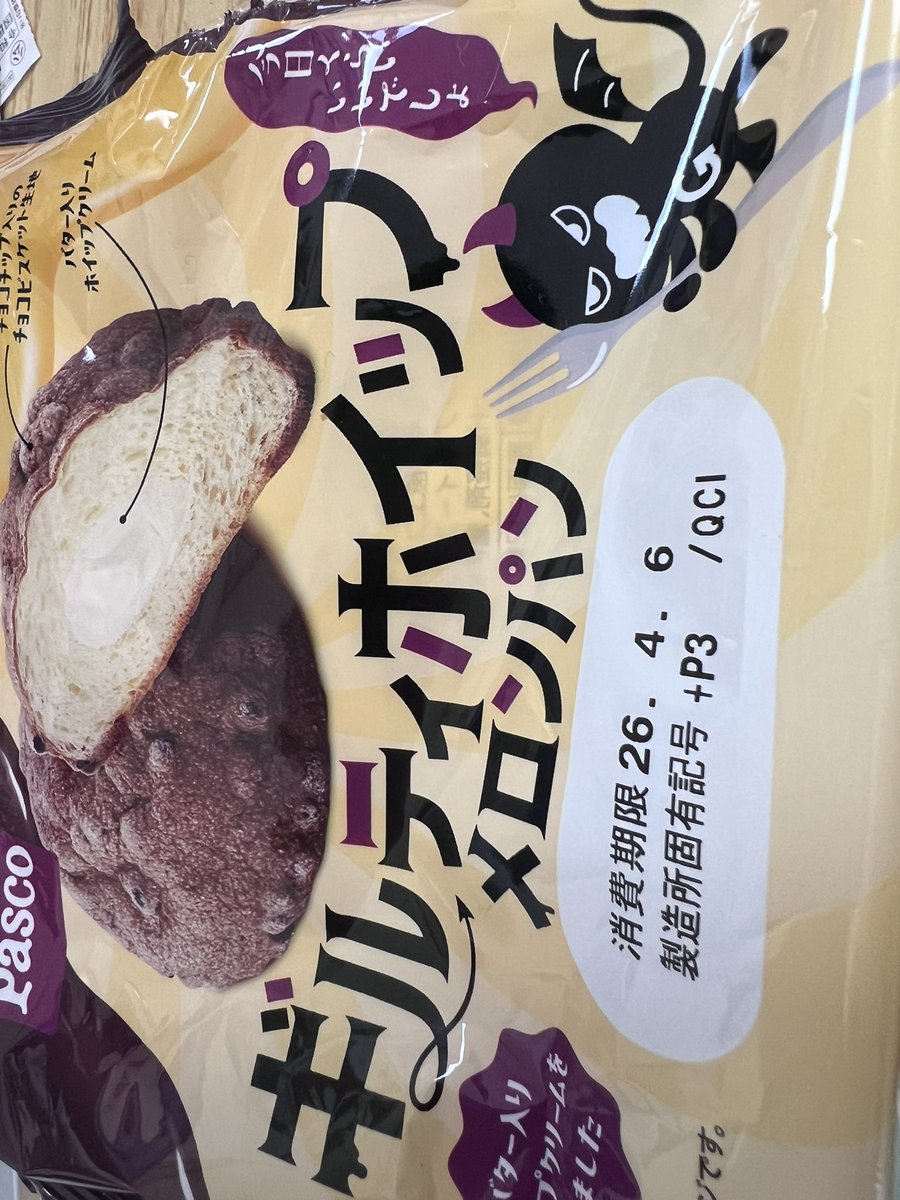 今日くらい
いいでしょ
チョコチップ入りの
チョコビスケット生地
バター入り
ホイップクリーム
Pasco
ギルティホイップ
メロンパン
消費期限 26. 4. 6
製造所固有記号 +P3 /QCI
バター入り
プクリームを
ました
ジです。